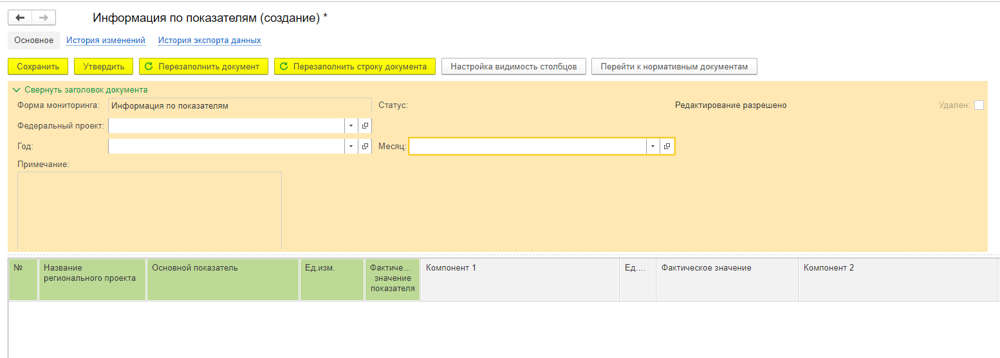 Информация по показателям (создание) *
Основное История изменений История экспорта данных
Сохранить Утвердить Перезаполнить документ Перезаполнить строку документа Настройка видимость столбцов Перейти к нормативным документам
Свернуть заголовок документа
Форма мониторинга: Информация по показателям Статус: Редактирование разрешено Удален:
Федеральный проект:
Год: Месяц:
Примечание:
№ Название Основной показатель Ед.изм. Фактиче... Компонент 1 Ед.... Фактическое значение Компонент 2
регионального проекта значение
показателя